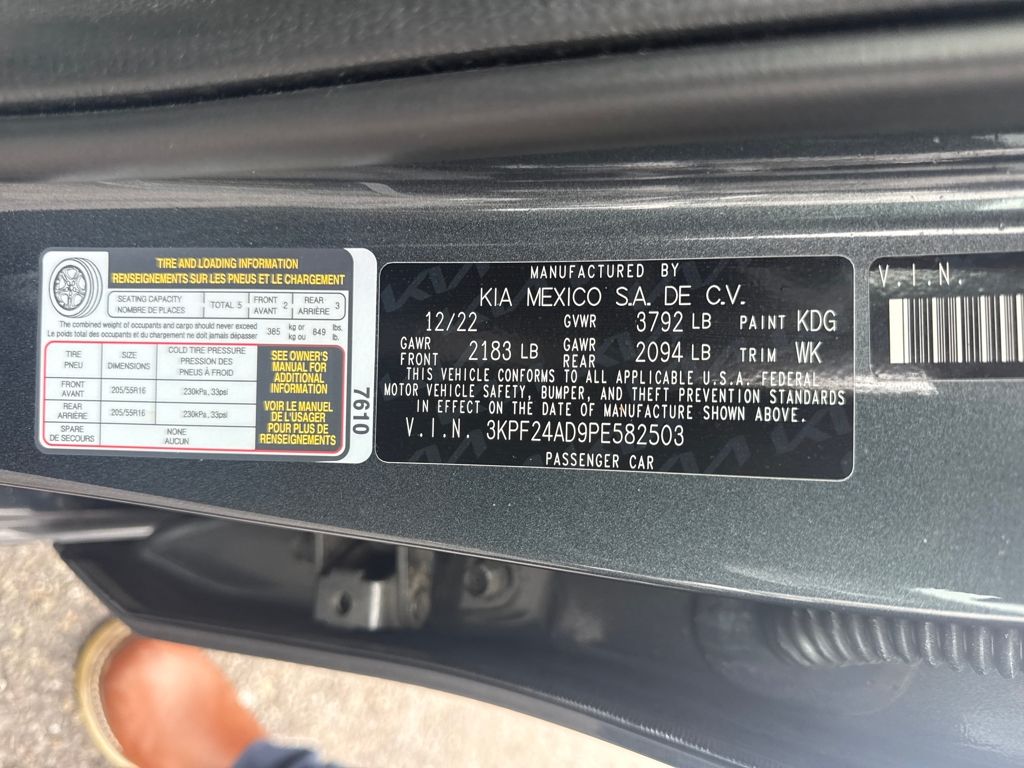 TIRE AND LOADING INFORMATION
RENSEIGNEMENTS SUR LES PNEUS ET LE CHARGEMENT
SEATING CAPACITY
NOMBRE DE PLACES
TOTAL 5
FRONT
AVANT 2
REAR
ARRIÈRE 3
The combined weight of occupants and cargo should never exceed
Le poids total des occupants et du chargement ne doit jamais dépasser
385
kg or
kg ou
849
lbs.
lb.
TIRE
PNEU
SIZE
DIMENSIONS
COLD TIRE PRESSURE
PRESSION DES
PNEUS À FROID
FRONT
AVANT
205/55R16
230kPa, 33psi
REAR
ARRIÈRE
205/55R16
230kPa, 33psi
SPARE
DE SECOURS
NONE
AUCUN
SEE OWNER'S
MANUAL FOR
ADDITIONAL
INFORMATION
VOIR LE MANUEL
DE L'USAGER
POUR PLUS DE
RENSEIGNEMENTS
7610
MANUFACTURED BY
KIA MEXICO S.A. DE C.V.
12/22 GVWR 3792 LB PAINT KDG
GAWR
FRONT 2183 LB
GAWR
REAR 2094 LB TRIM WK
THIS VEHICLE CONFORMS TO ALL APPLICABLE U.S.A. FEDERAL
MOTOR VEHICLE SAFETY, BUMPER, AND THEFT PREVENTION STANDARDS
IN EFFECT ON THE DATE OF MANUFACTURE SHOWN ABOVE.
V.I.N. 3KPF24AD9PE582503
PASSENGER CAR
V.I.N.